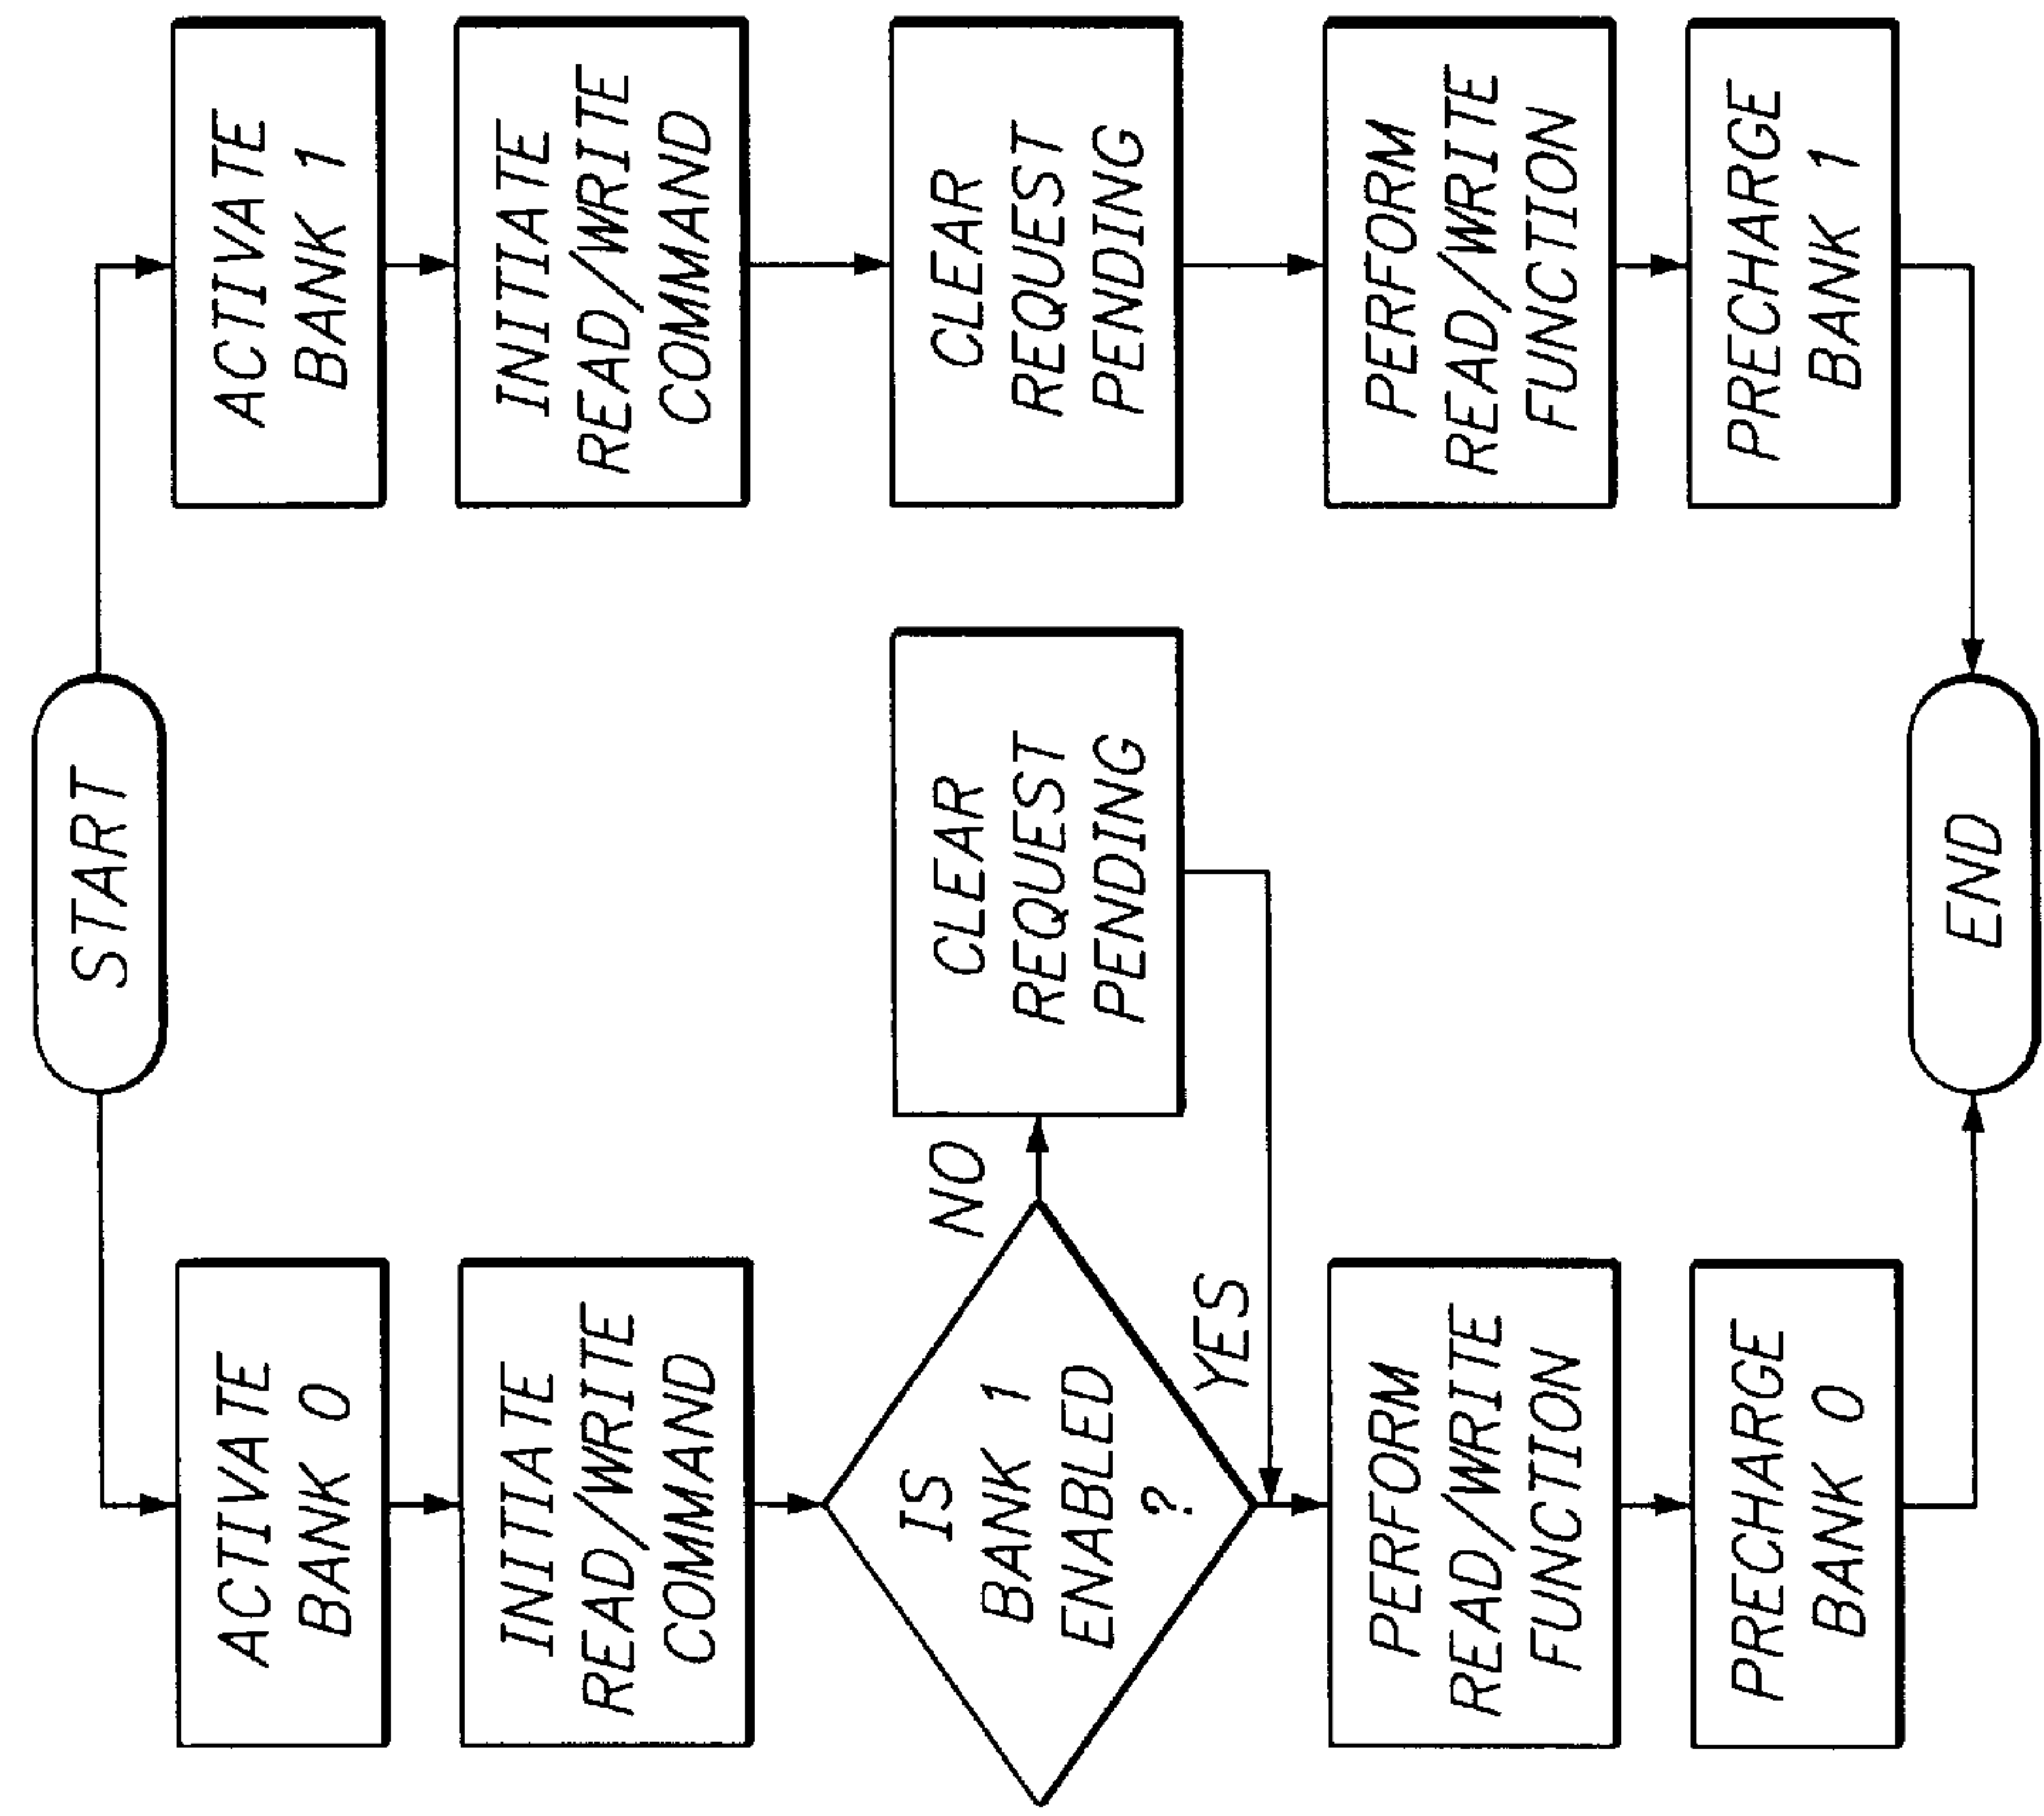 START
ACTIVATE
BANK 0
INITIATE
READ/WRITE
COMMAND
IS
BANK 1
ENABLED
?
NO
YES
CLEAR
REQUEST
PENDING
PERFORM
READ/WRITE
FUNCTION
PRECHARGE
BANK 0
ACTIVATE
BANK 1
INITIATE
READ/WRITE
COMMAND
CLEAR
REQUEST
PENDING
PERFORM
READ/WRITE
FUNCTION
PRECHARGE
BANK 1
END